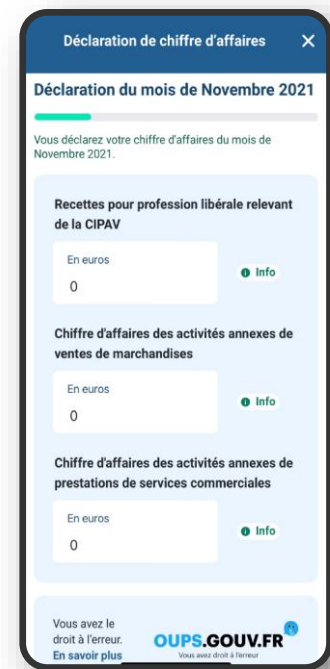 Déclaration de chiffre d'affaires ×
Déclaration du mois de Novembre 2021
Vous déclarez votre chiffre d'affaires du mois de
Novembre 2021.
Recettes pour profession libérale relevant
de la CIPAV
En euros
0
Info
Chiffre d'affaires des activités annexes de
ventes de marchandises
En euros
0
Info
Chiffre d'affaires des activités annexes de
prestations de services commerciales
En euros
0
Info
Vous avez le
droit à l'erreur.
En savoir plus
OUPS.GOUV.FR
Vous avez droit à l'erreur